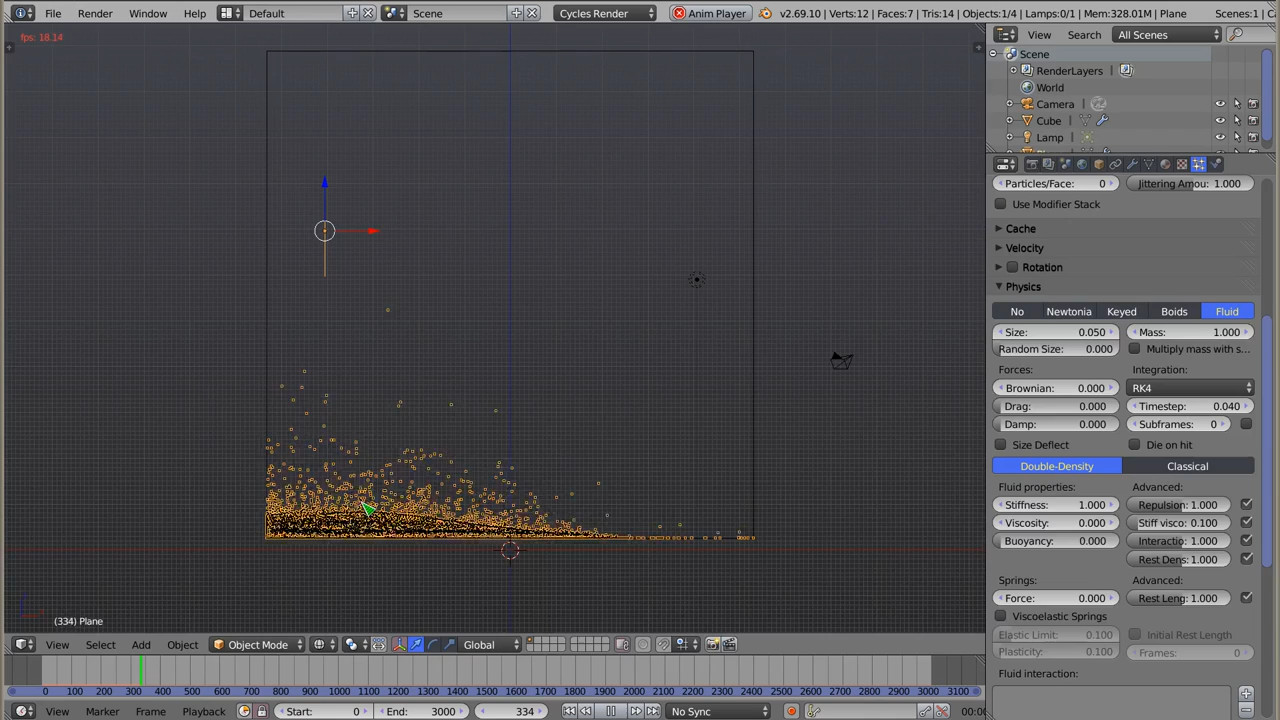 File Render Window Help Default Scene Cycles Render Anim Player v2.69.10 | Verts:12 | Faces:7 | Tris:14 | Objects:1/4 | Lamps:0/1 | Mem:328.01M | Plane Scenes:1
fps: 18.14
View Search All Scenes
Scene
RenderLayers
World
Camera
Cube
Lamp
Particles/Face: 0 Jittering Amou: 1.000
Use Modifier Stack
Cache
Velocity
Rotation
Physics
No Newtonia Keyed Boids Fluid
Size: 0.050 Mass: 1.000
Random Size: 0.000 Multiply mass with s...
Forces: Integration:
Brownian: 0.000 RK4
Drag: 0.000 Timestep: 0.040
Damp: 0.000 Subframes: 0
Size Deflect Die on hit
Double-Density Classical
Fluid properties: Advanced:
Stiffness: 1.000 Repulsion: 1.000
Viscosity: 0.000 Stiff visco: 0.100
Buoyancy: 0.000 Interactio: 1.000
Rest Dens: 1.000
Springs: Advanced:
Force: 0.000 Rest Leng: 1.000
Viscoelastic Springs
Elastic Limit: 0.100 Initial Rest Length
Plasticity: 0.100 Frames: 0
Fluid interaction:
(334) Plane
View Select Add Object Object Mode Global
0 100 200 300 400 500 600 700 800 900 1000 1100 1200 1300 1400 1500 1600 1700 1800 1900 2000 2100 2200 2300 2400 2500 2600 2700 2800 2900 3000 3100
View Marker Frame Playback Start: 0 End: 3000 334 No Sync